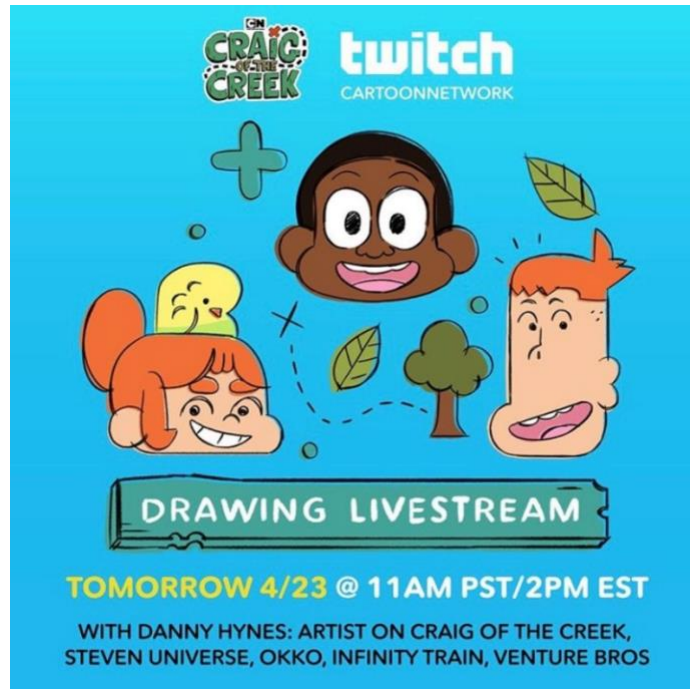 CN
CRAIG
OF THE
CREEK
twitch
CARTOONNETWORK
DRAWING LIVESTREAM
TOMORROW 4/23 @ 11AM PST/2PM EST
WITH DANNY HYNES: ARTIST ON CRAIG OF THE CREEK,
STEVEN UNIVERSE, OKKO, INFINITY TRAIN, VENTURE BROS